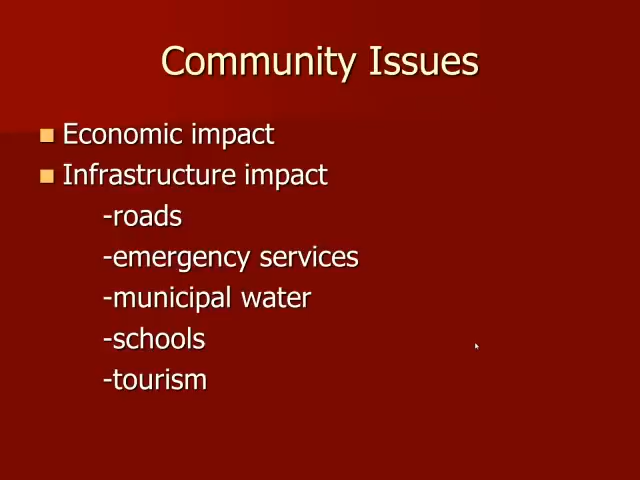 Community Issues
Economic impact
Infrastructure impact
-roads
-emergency services
-municipal water
-schools
-tourism